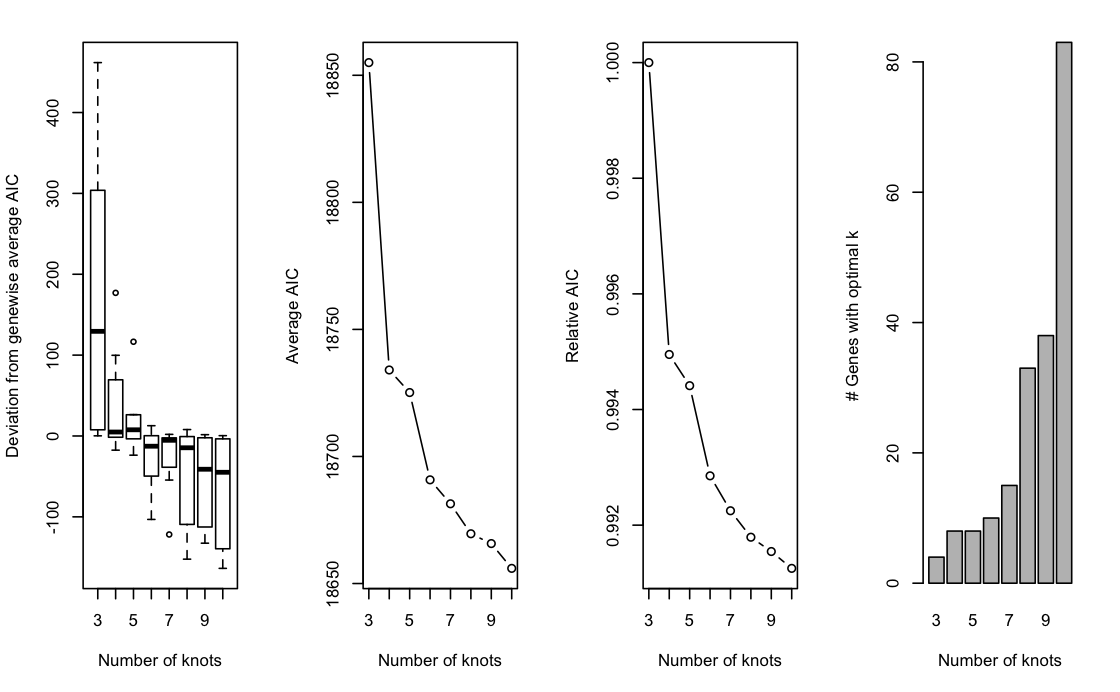 Deviation from genewise average AIC
400
300
200
100
0
-100
3 5 7 9
Number of knots
Average AIC
18850
18800
18750
18700
18650
3 5 7 9
Number of knots
Relative AIC
1.000
0.998
0.996
0.994
0.992
3 5 7 9
Number of knots
# Genes with optimal k
80
60
40
20
0
3 5 7 9
Number of knots